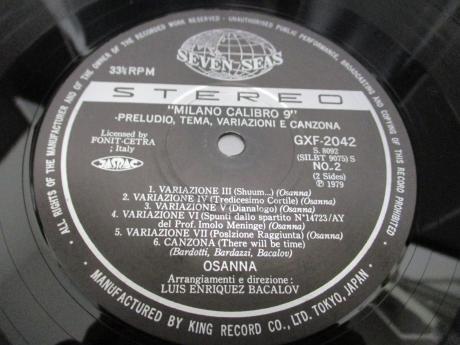 ALL RIGHTS OF THE MANUFACTURER AND OF THE OWNER OF THE RECORDED WORK RESERVED - UNAUTHORISED PUBLIC PERFORMANCE, BROADCASTING AND COPYING OF THIS RECORD PROHIBITED
SEVEN SEAS
33⅓ RPM
STEREO
"MILANO CALIBRO 9"
PRELUDIO, TEMA, VARIAZIONI E CANZONA
Licensed by
FONIT-CETRA
; Italy
JASRAC
GXF-2042
S. 8092
(SILBT 9075) S
NO.2
(2 Sides)
℗ 1979
1. VARIAZIONE III (Shuum...) (Osanna)
2. VARIAZIONE IV (Tredicesimo Cortile) (Osanna)
3. VARIAZIONE V (Dianalogo) (Osanna)
4. VARIAZIONE VI (Spunti dallo spartito N°14723/AY
del Prof. Imolo Meninge) (Osanna)
5. VARIAZIONE VII (Poslzione Raggiunta) (Osanna)
6. CANZONA (There will be time)
(Bardotti, Bardazzi, Bacalov)
OSANNA
Arrangiamenti e direzione :
LUIS ENRIQUEZ BACALOV
MANUFACTURED BY KING RECORD CO., LTD. TOKYO, JAPAN